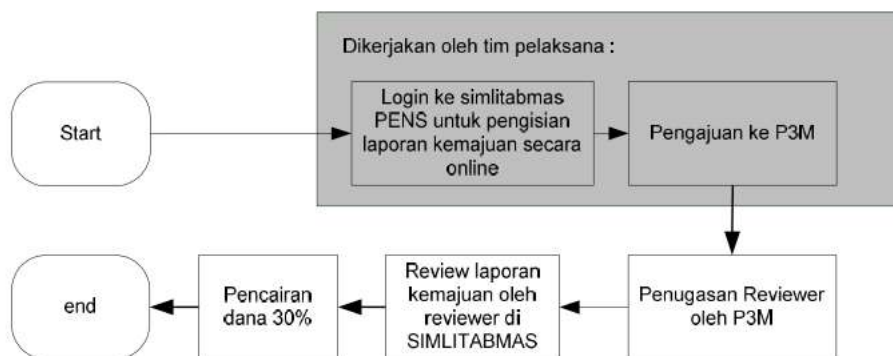 Dikerjakan oleh tim pelaksana :
Start
Login ke simlitabmas
PENS untuk pengisian
laporan kemajuan secara
online
Pengajuan ke P3M
Penugasan Reviewer
oleh P3M
Review laporan
kemajuan oleh
reviewer di
SIMLITABMAS
Pencairan
dana 30%
end